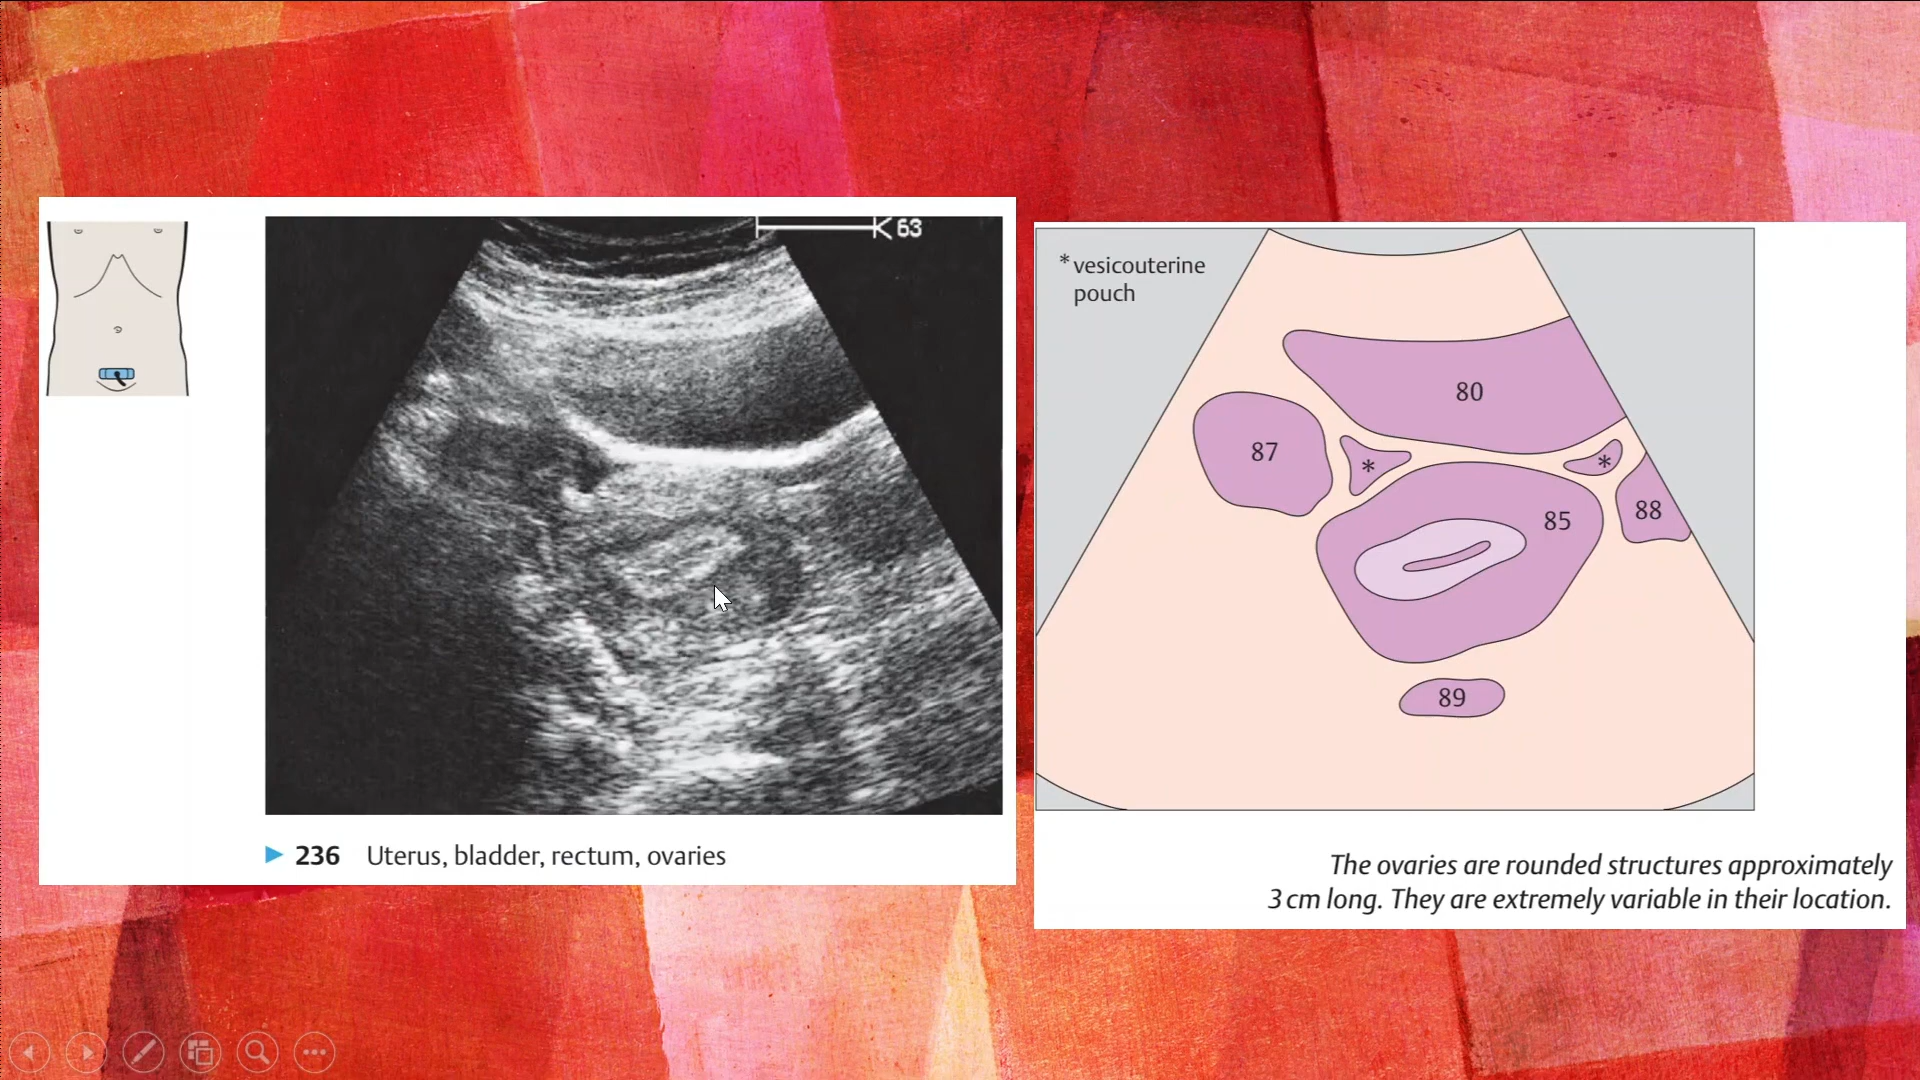 63
▶ 236 Uterus, bladder, rectum, ovaries
* vesicouterine
pouch
80
87
*
*
85
88
89
The ovaries are rounded structures approximately
3 cm long. They are extremely variable in their location.